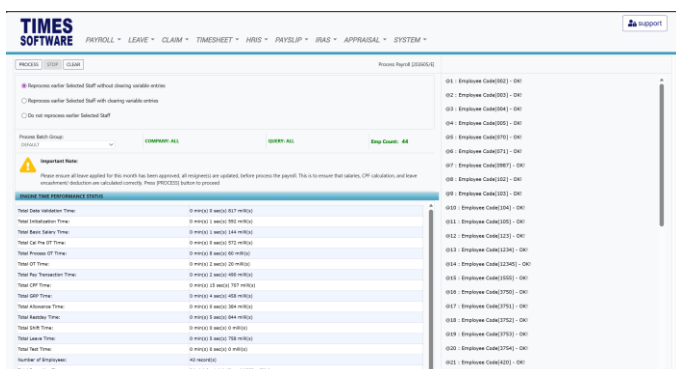 TIMES
SOFTWARE
PAYROLL LEAVE CLAIM TIMESHEET HRIS PAYSLIP IRAS APPRAISAL SYSTEM
support
PROCESS STOP CLEAR
Process Payroll [202605/E]
Reprocess earlier Selected Staff without clearing variable entries
Reprocess earlier Selected Staff with clearing variable entries
Do not reprocess earlier Selected Staff
Process Batch Group:
DEFAULT
COMPANY: ALL
QUERY: ALL
Emp Count: 44
Important Note:
Please ensure all leave applied for this month has been approved, all resignee(s) are updated, before process the payroll. This is to ensure that salaries, CPF calculation, and leave
encashment/ deduction are calculated correctly. Press [PROCESS] button to proceed
ENGINE TIME PERFORMANCE STATUS
Total Data Validation Time: 0 min(s) 0 sec(s) 817 milli(s)
Total Initialisation Time: 0 min(s) 1 sec(s) 592 milli(s)
Total Basic Salary Time: 0 min(s) 1 sec(s) 144 milli(s)
Total Cal Pre OT Time: 0 min(s) 0 sec(s) 572 milli(s)
Total Process OT Time: 0 min(s) 8 sec(s) 60 milli(s)
Total OT Time: 0 min(s) 2 sec(s) 20 milli(s)
Total Pay Transaction Time: 0 min(s) 2 sec(s) 490 milli(s)
Total CPF Time: 0 min(s) 15 sec(s) 707 milli(s)
Total GRP Time: 0 min(s) 4 sec(s) 458 milli(s)
Total Allowance Time: 0 min(s) 0 sec(s) 384 milli(s)
Total Restday Time: 0 min(s) 5 sec(s) 844 milli(s)
Total Shift Time: 0 min(s) 0 sec(s) 0 milli(s)
Total Leave Time: 0 min(s) 5 sec(s) 758 milli(s)
Total Text Time: 0 min(s) 0 sec(s) 0 milli(s)
Number of Employees: 43 record(s)
@1 : Employee Code[002] - OK!
@2 : Employee Code[003] - OK!
@3 : Employee Code[004] - OK!
@4 : Employee Code[005] - OK!
@5 : Employee Code[070] - OK!
@6 : Employee Code[071] - OK!
@7 : Employee Code[0987] - OK!
@8 : Employee Code[102] - OK!
@9 : Employee Code[103] - OK!
@10 : Employee Code[104] - OK!
@11 : Employee Code[105] - OK!
@12 : Employee Code[123] - OK!
@13 : Employee Code[1234] - OK!
@14 : Employee Code[12345] - OK!
@15 : Employee Code[1555] - OK!
@16 : Employee Code[3750] - OK!
@17 : Employee Code[3751] - OK!
@18 : Employee Code[3752] - OK!
@19 : Employee Code[3753] - OK!
@20 : Employee Code[3754] - OK!
@21 : Employee Code[420] - OK!